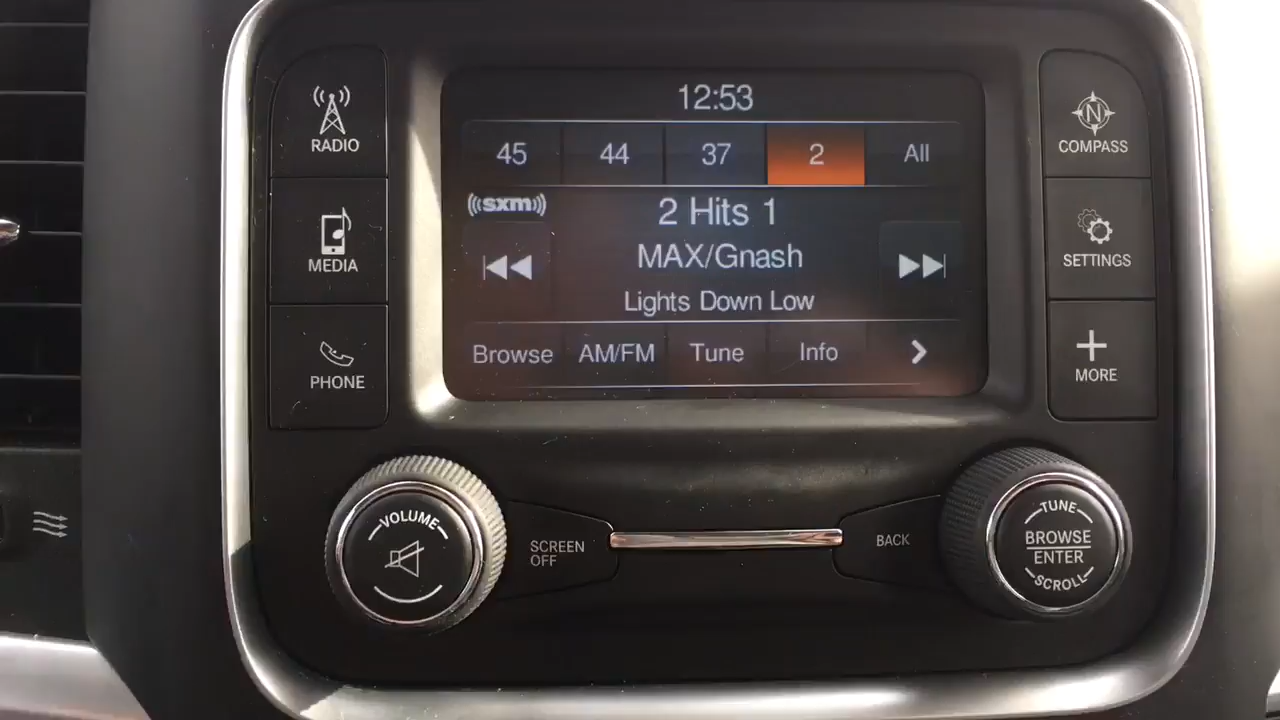 12:53
45 44 37 2 All
((sxm))
2 Hits 1
MAX/Gnash
Lights Down Low
Browse AM/FM Tune Info
RADIO
MEDIA
PHONE
N
COMPASS
SETTINGS
MORE
VOLUME
SCREEN
OFF
BACK
TUNE
BROWSE
ENTER
SCROLL